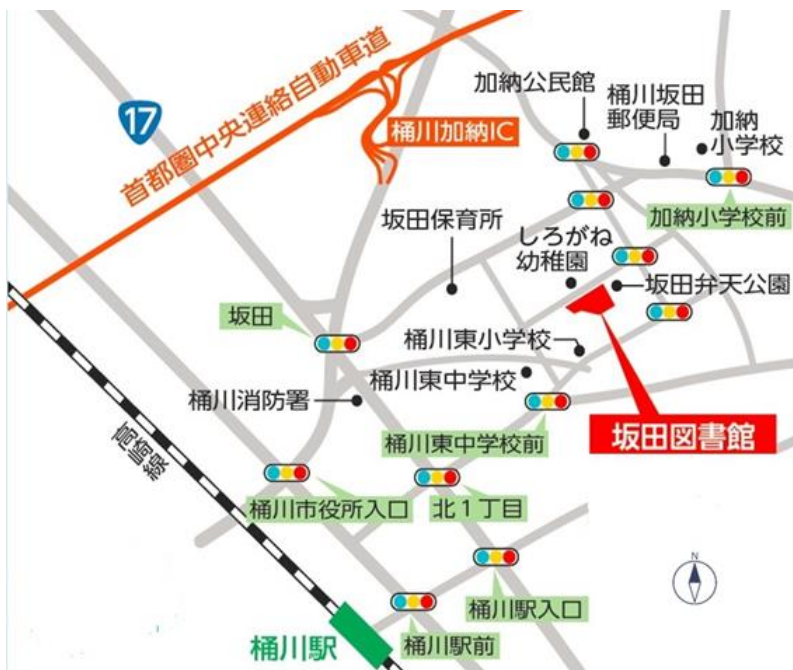 17
首都圏中央連絡自動車道
桶川加納IC
加納公民館
桶川坂田
郵便局
加納
小学校
加納小学校前
坂田保育所
しろがね
幼稚園
坂田弁天公園
坂田
桶川東小学校
桶川東中学校
桶川消防署
坂田図書館
高崎線
桶川東中学校前
桶川市役所入口
北1丁目
桶川駅入口
桶川駅前
桶川駅
N